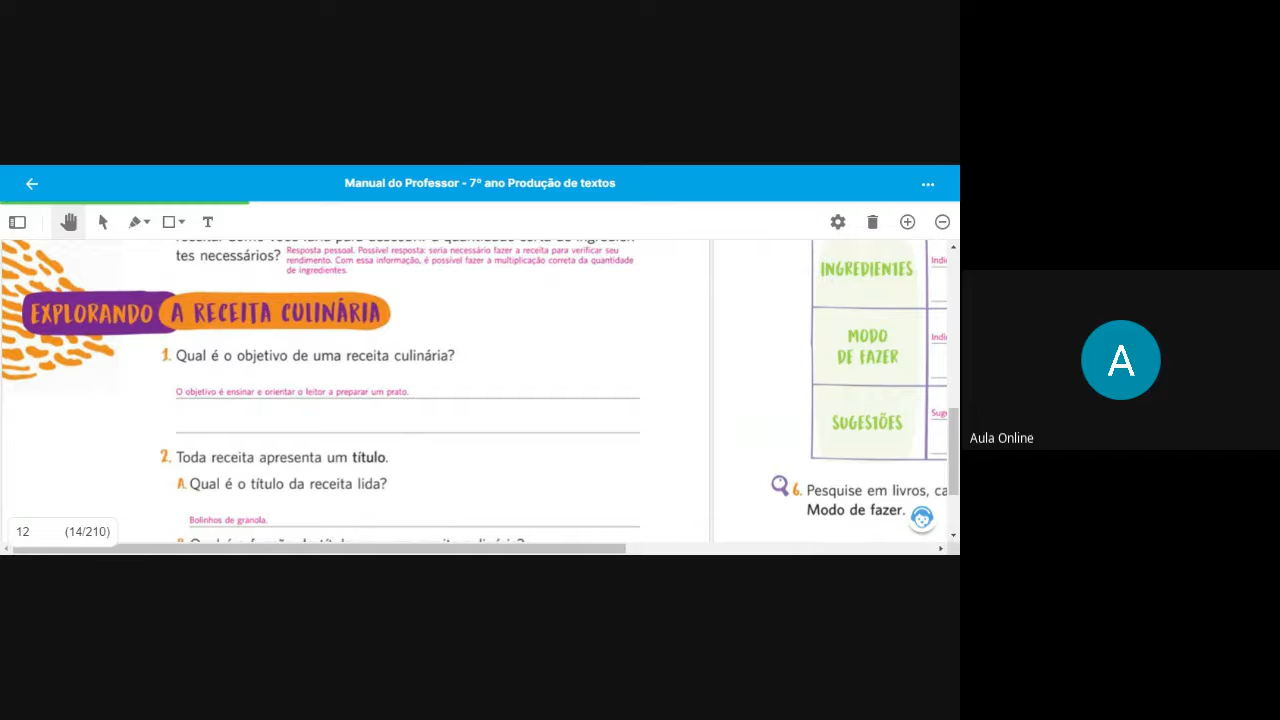 Manual do Professor - 7º ano Produção de textos
T
tes necessários?
Resposta pessoal. Possível resposta: seria necessário fazer a receita para verificar seu
rendimento. Com essa informação, é possível fazer a multiplicação correta da quantidade
de ingredientes.
EXPLORANDO A RECEITA CULINÁRIA
1. Qual é o objetivo de uma receita culinária?
O objetivo é ensinar e orientar o leitor a preparar um prato.
2. Toda receita apresenta um título.
A. Qual é o título da receita lida?
Bolinhos de granola.
12 (14/210)
INGREDIENTES
MODO
DE FAZER
SUGESTÕES
6. Pesquise em livros, ca
Modo de fazer.
A
Aula Online